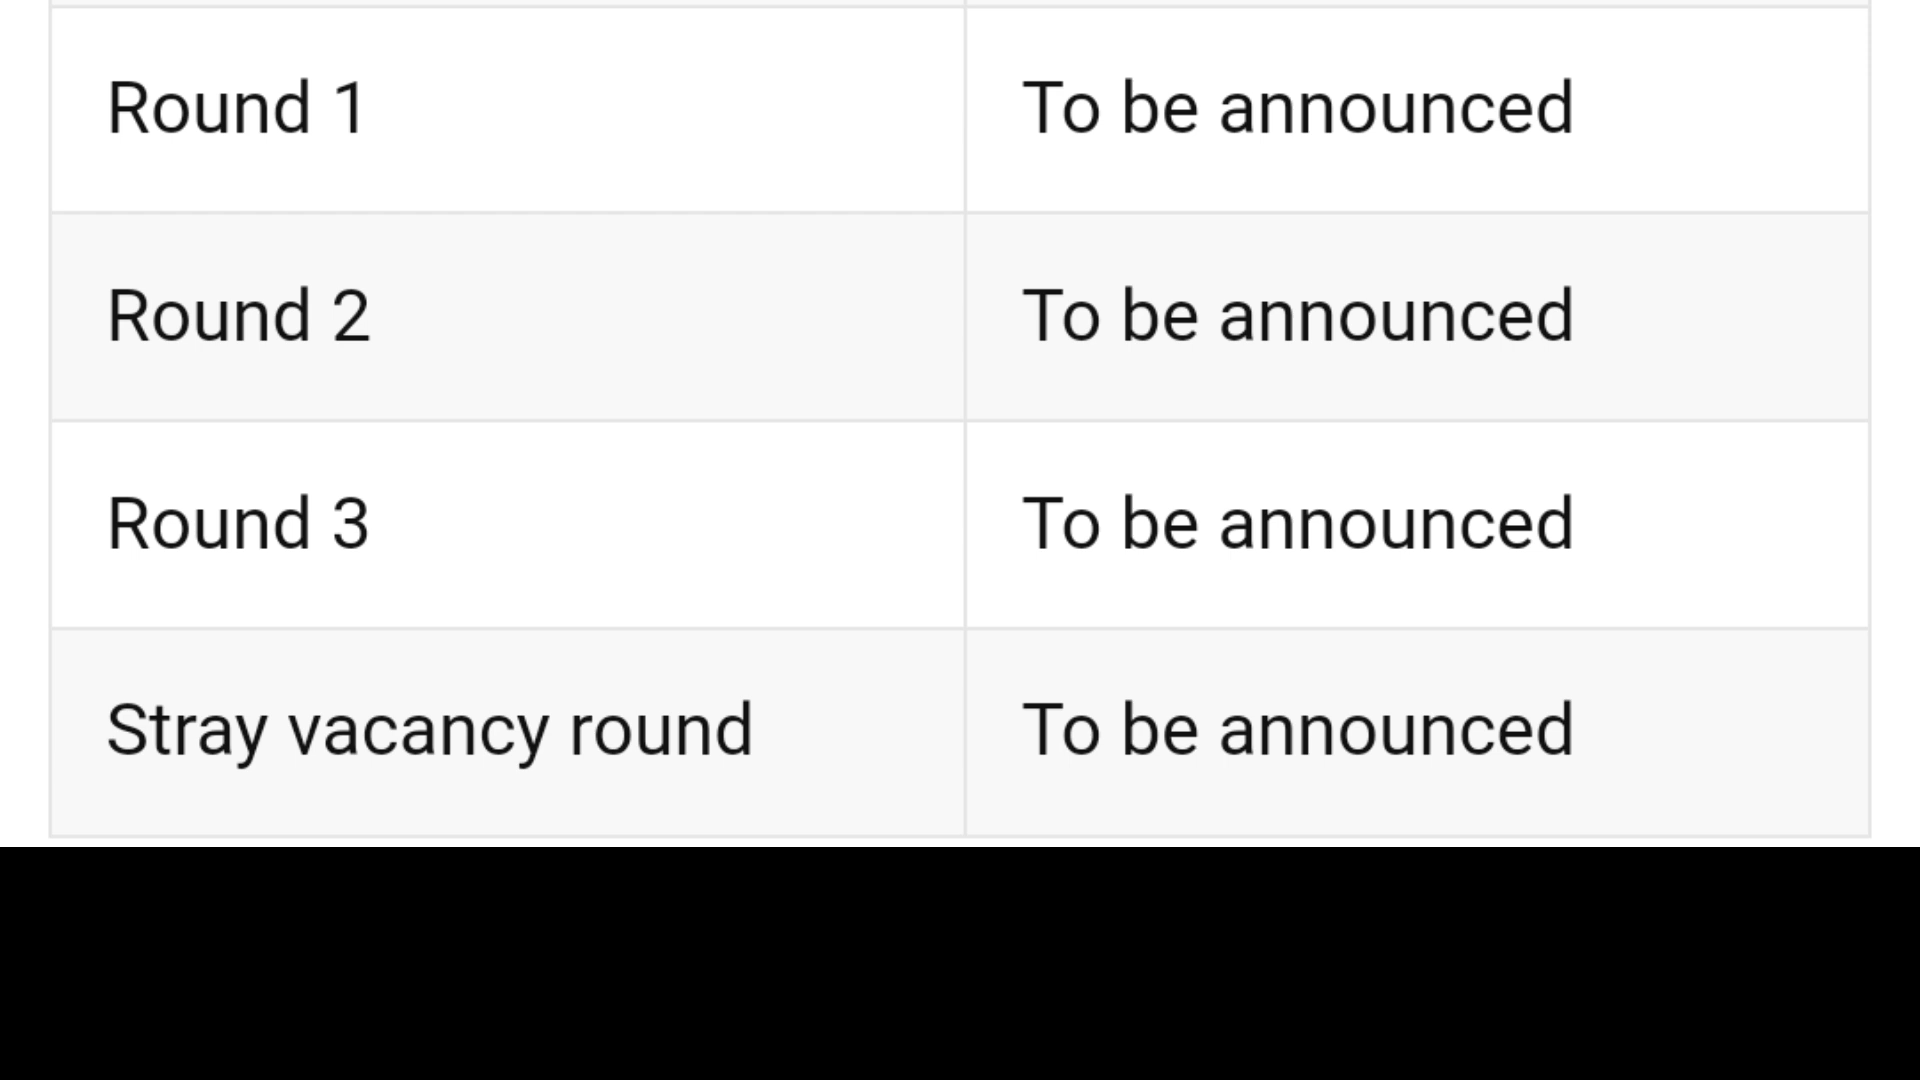 Round 1 To be announced
Round 2 To be announced
Round 3 To be announced
Stray vacancy round To be announced